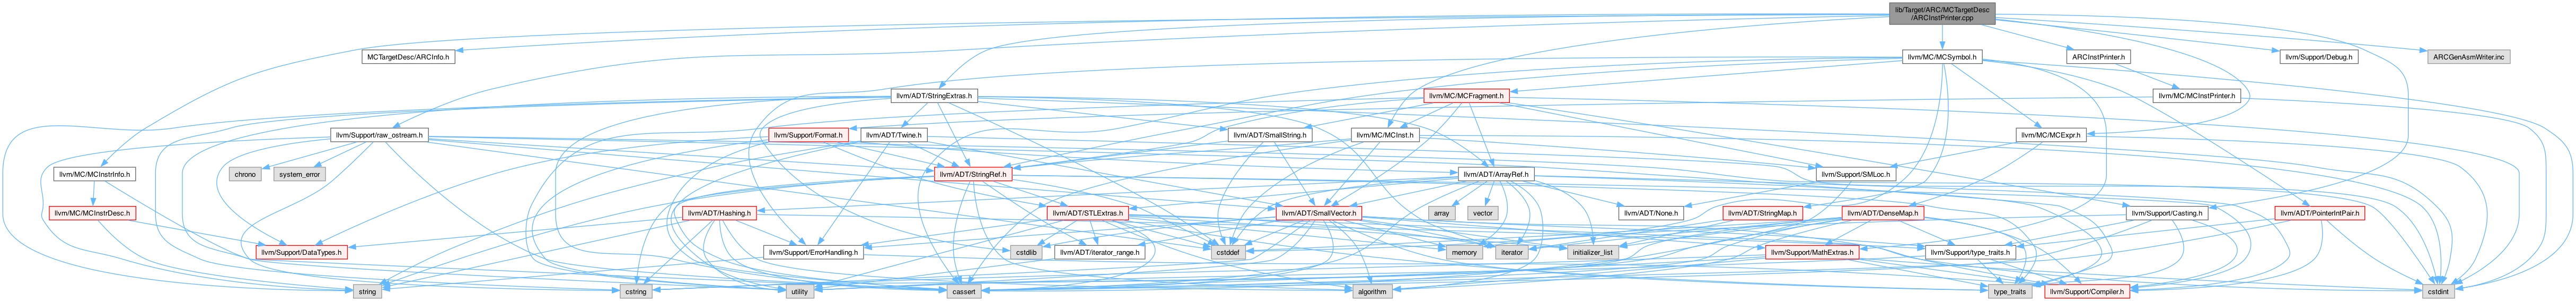 lib/Target/ARC/MCTargetDesc
/ARCInstPrinter.cpp
MCTargetDesc/ARCInfo.h
llvm/MC/MCSymbol.h
ARCInstPrinter.h
llvm/Support/Debug.h
ARCGenAsmWriter.inc
llvm/ADT/StringExtras.h
llvm/MC/MCFragment.h
llvm/MC/MCInstPrinter.h
llvm/Support/raw_ostream.h
llvm/Support/Format.h
llvm/ADT/Twine.h
llvm/ADT/SmallString.h
llvm/MC/MCInst.h
llvm/MC/MCExpr.h
llvm/MC/MCInstrInfo.h
chrono
system_error
llvm/ADT/StringRef.h
llvm/ADT/ArrayRef.h
llvm/Support/SMLoc.h
llvm/MC/MCInstrDesc.h
llvm/ADT/Hashing.h
llvm/ADT/STLExtras.h
llvm/ADT/SmallVector.h
array
vector
llvm/ADT/None.h
llvm/ADT/StringMap.h
llvm/ADT/DenseMap.h
llvm/Support/Casting.h
llvm/ADT/PointerIntPair.h
llvm/Support/DataTypes.h
llvm/Support/ErrorHandling.h
cstdlib
llvm/ADT/iterator_range.h
cstddef
memory
iterator
initializer_list
llvm/Support/MathExtras.h
llvm/Support/type_traits.h
string
cstring
utility
cassert
algorithm
type_traits
llvm/Support/Compiler.h
cstdint